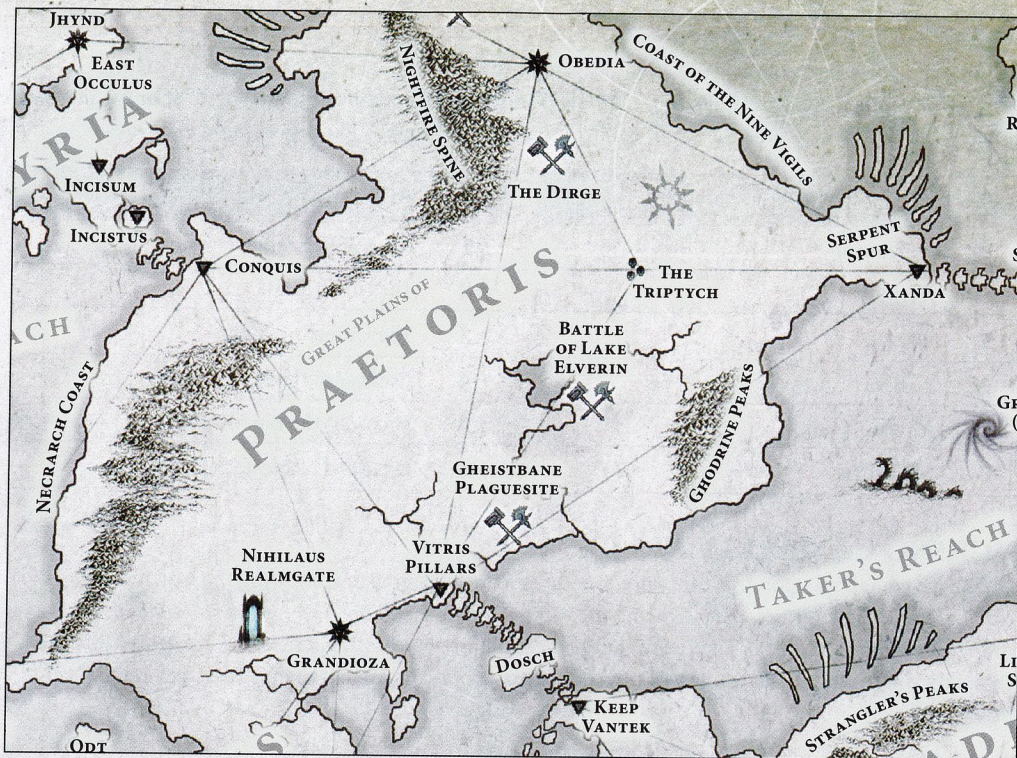 JHYND
EAST
OCCULUS
YRIA
INCISUM
INCISTUS
CONQUIS
NIGHTFIRE SPINE
OBEDIA
COAST OF THE NINE VIGILS
THE DIRGE
SERPENT
SPUR
XANDA
THE
TRIPTYCH
GREAT PLAINS OF
PRAETORIS
BATTLE
OF LAKE
ELVERIN
GHODRINE PEAKS
ACH
NECRARCH COAST
GHEISTBANE
PLAGUESITE
NIHILAUS
REALMGATE
VITRIS
PILLARS
GRANDIOZA
DOSCH
KEEP
VANTEK
TAKER'S REACH
STRANGLER'S PEAKS
ODT